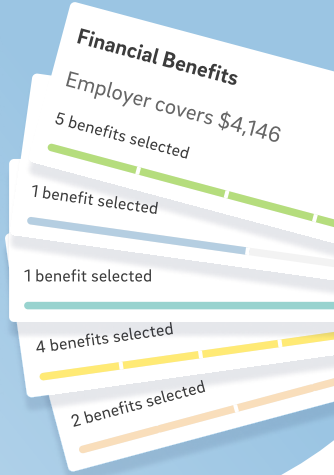 Financial Benefits
Employer covers $4,146
5 benefits selected
1 benefit selected
1 benefit selected
4 benefits selected
2 benefits selected